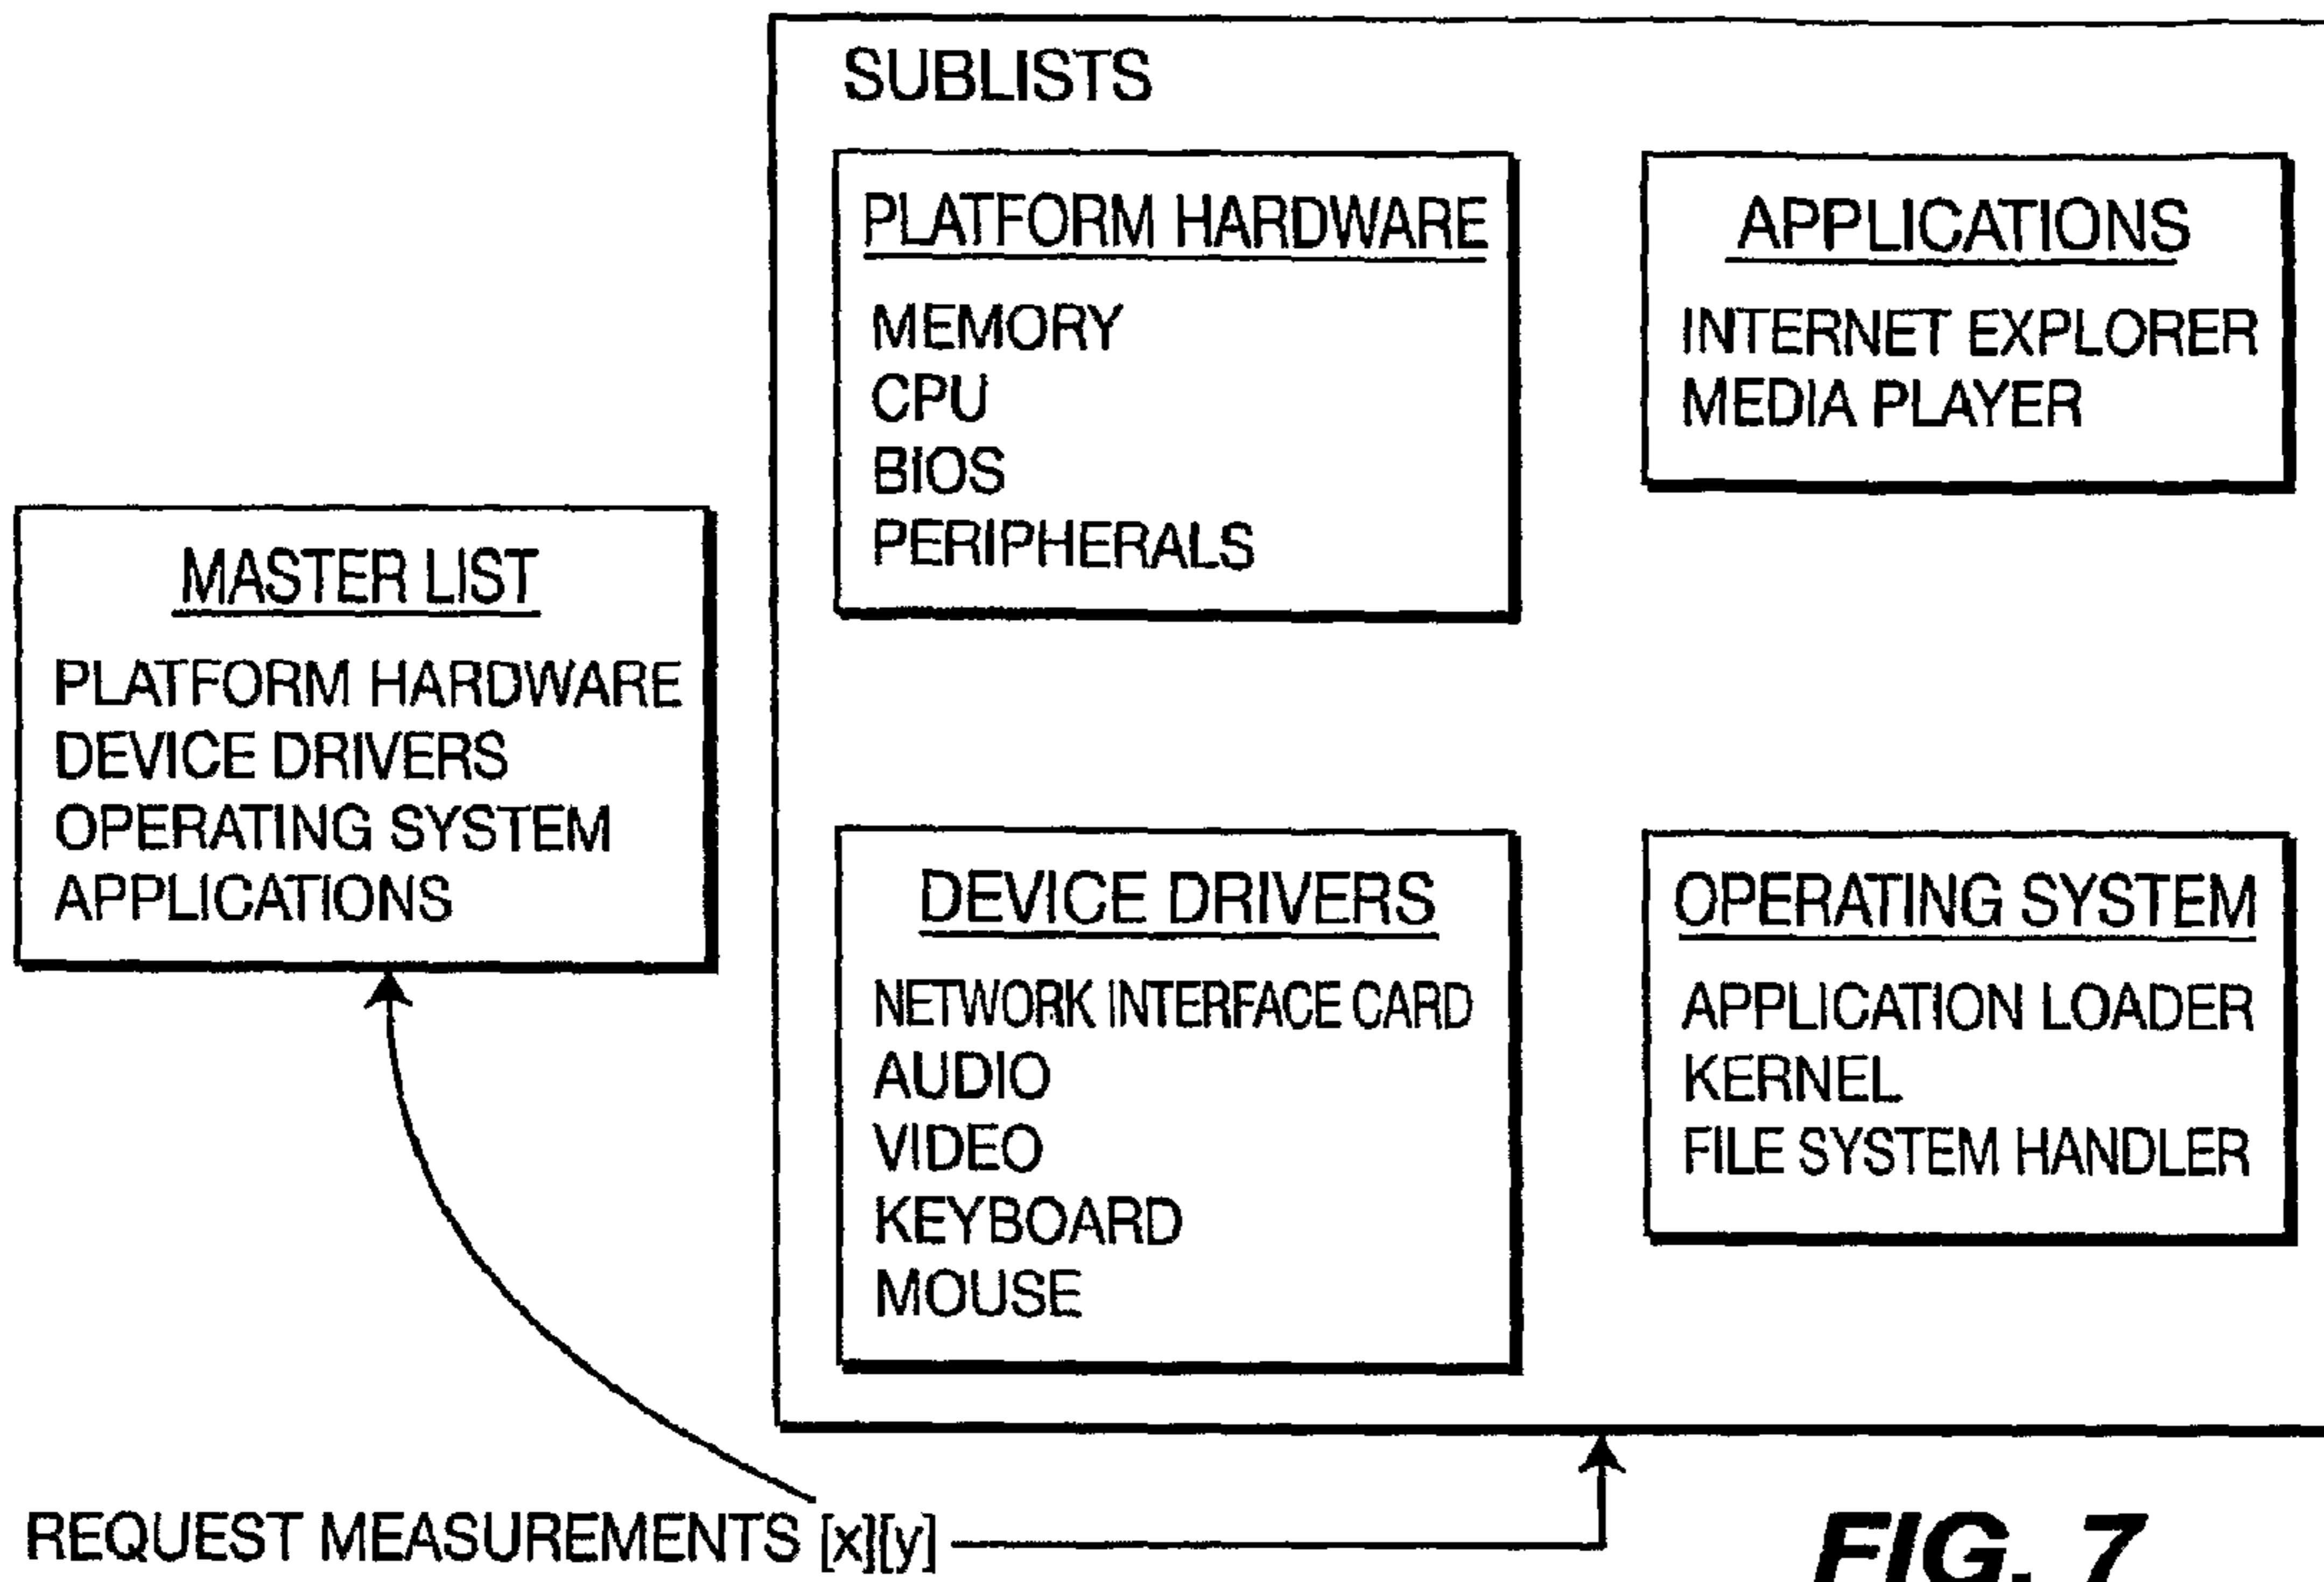 SUBLISTS
PLATFORM HARDWARE
MEMORY
CPU
BIOS
PERIPHERALS
APPLICATIONS
INTERNET EXPLORER
MEDIA PLAYER
MASTER LIST
PLATFORM HARDWARE
DEVICE DRIVERS
OPERATING SYSTEM
APPLICATIONS
DEVICE DRIVERS
NETWORK INTERFACE CARD
AUDIO
VIDEO
KEYBOARD
MOUSE
OPERATING SYSTEM
APPLICATION LOADER
KERNEL
FILE SYSTEM HANDLER
REQUEST MEASUREMENTS [x][y]
FIG. 7